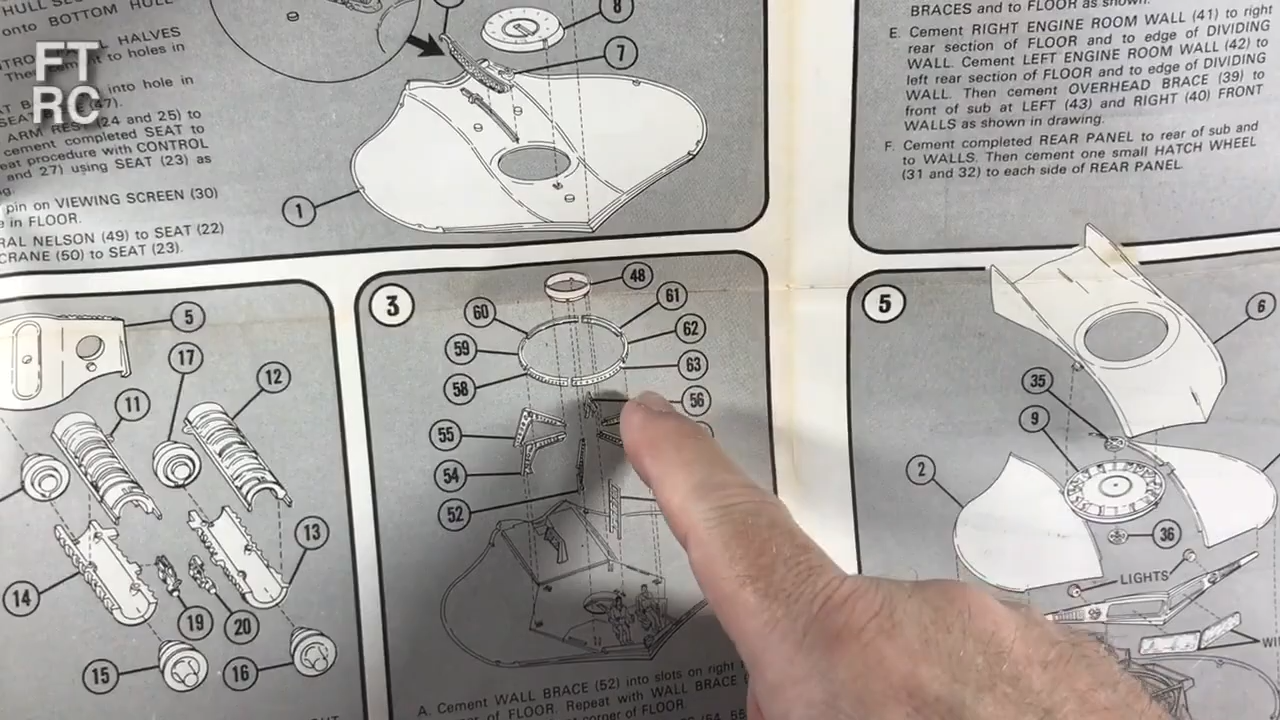 FT
RC
HULL SE
onto BOTTOM HULL
HALVES
to holes in
into hole in
(47).
ARM REST (24 and 25) to
cement completed SEAT to
eat procedure with CONTROL
and 27) using SEAT (23) as
pin on VIEWING SCREEN (30)
e in FLOOR.
RAL NELSON (49) to SEAT (22)
CRANE (50) to SEAT (23).
8
7
1
BRACES and to FLOOR as shown.
E. Cement RIGHT ENGINE ROOM WALL (41) to right
rear section of FLOOR and to edge of DIVIDING
WALL. Cement LEFT ENGINE ROOM WALL (42) to
left rear section of FLOOR and to edge of DIVIDING
WALL. Then cement OVERHEAD BRACE (39) to
front of sub at LEFT (43) and RIGHT (40) FRONT
WALLS as shown in drawing.
F. Cement completed REAR PANEL to rear of sub and
to WALLS. Then cement one small HATCH WHEEL
(31 and 32) to each side of REAR PANEL.
5
17
12
11
14
13
19
20
15
16
3
48
60
61
59
62
58
63
56
55
54
52
A. Cement WALL BRACE (52) into slots on right
of FLOOR. Repeat with WALL BRACE
corner of FLOOR.
5
6
35
9
2
36
LIGHTS